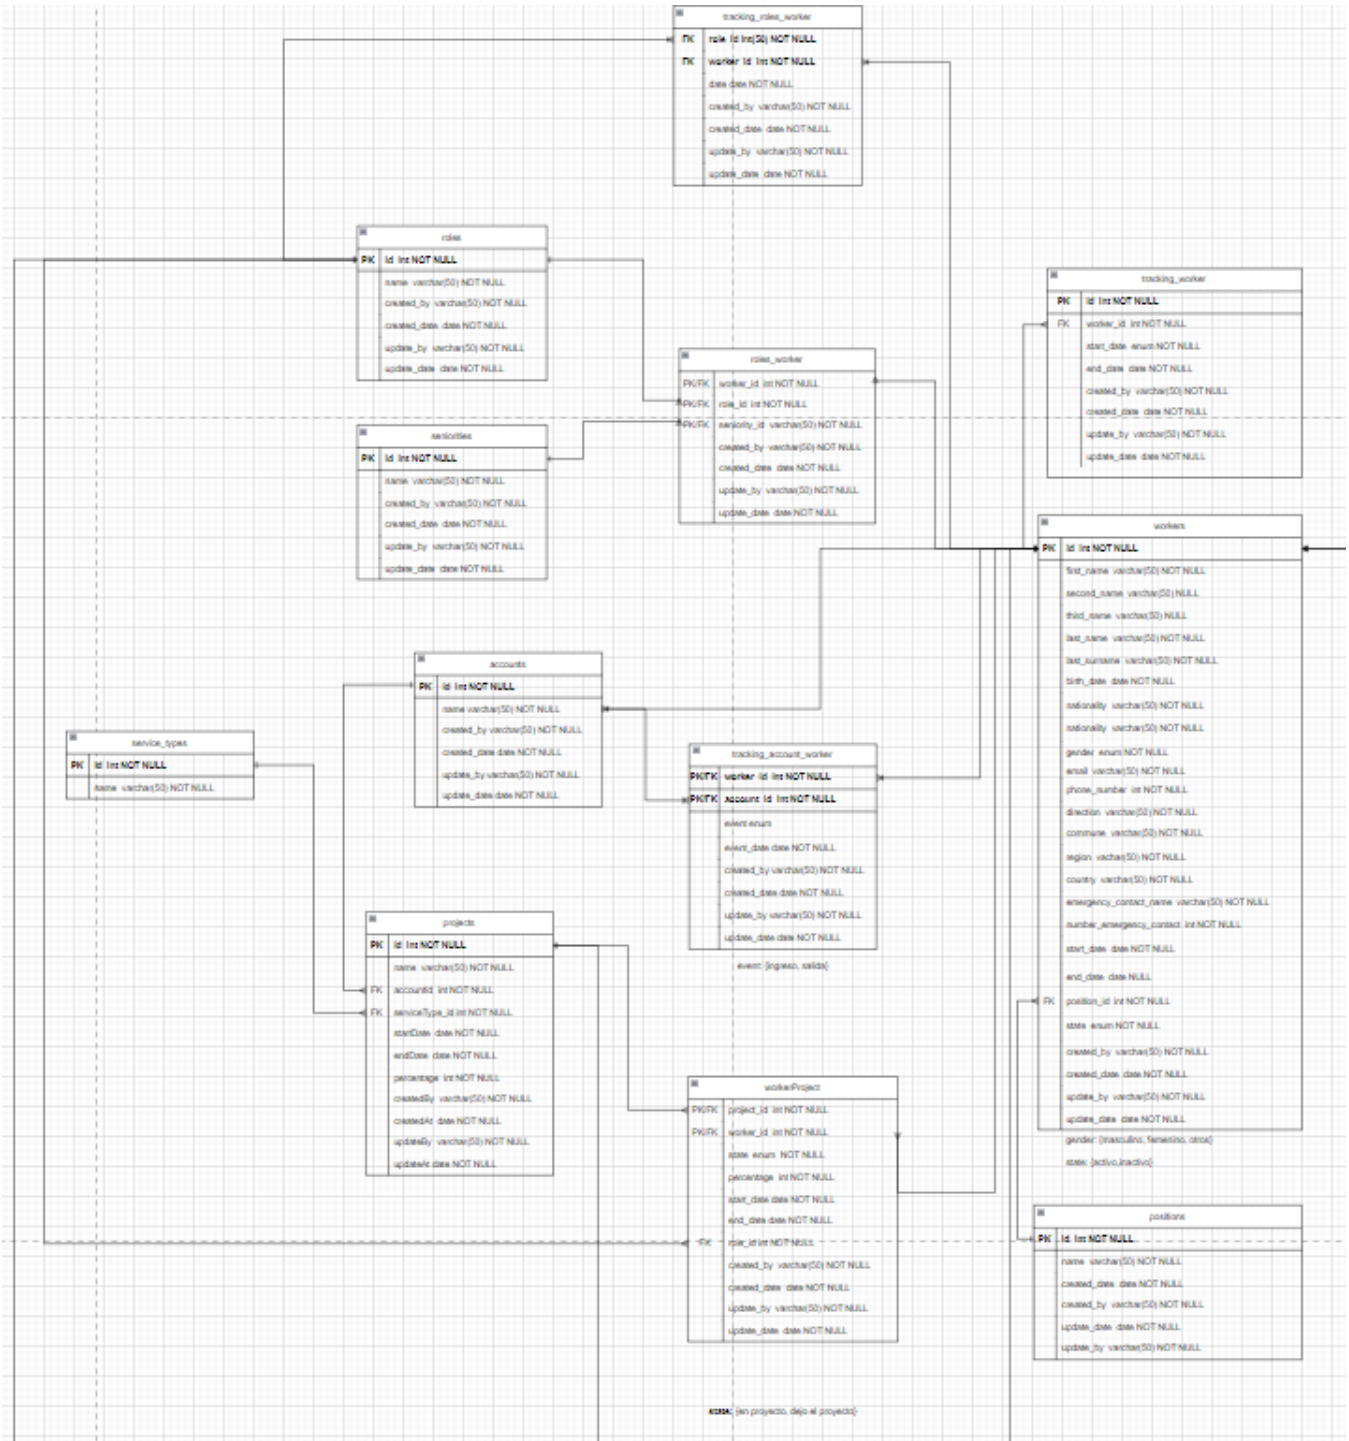 tracking_roles_worker
FK role_id int(50) NOT NULL
FK worker_id int NOT NULL
date date NOT NULL
created_by varchar(50) NOT NULL
created_date date NOT NULL
update_by varchar(50) NOT NULL
update_date date NOT NULL
roles
PK id int NOT NULL
name varchar(50) NOT NULL
created_by varchar(50) NOT NULL
created_date date NOT NULL
update_by varchar(50) NOT NULL
update_date date NOT NULL
tracking_worker
PK id int NOT NULL
FK worker_id int NOT NULL
start_date enum NOT NULL
end_date date NOT NULL
created_by varchar(50) NOT NULL
created_date date NOT NULL
update_by varchar(50) NOT NULL
update_date date NOT NULL
roles_worker
PK/FK worker_id int NOT NULL
PK/FK role_id int NOT NULL
PK/FK seniority_id varchar(50) NOT NULL
created_by varchar(50) NOT NULL
created_date date NOT NULL
update_by varchar(50) NOT NULL
update_date date NOT NULL
seniorities
PK id int NOT NULL
name varchar(50) NOT NULL
created_by varchar(50) NOT NULL
created_date date NOT NULL
update_by varchar(50) NOT NULL
update_date date NOT NULL
workers
PK id int NOT NULL
first_name varchar(50) NOT NULL
second_name varchar(50) NULL
third_name varchar(50) NULL
last_name varchar(50) NOT NULL
last_surname varchar(50) NOT NULL
birth_date date NOT NULL
nationality varchar(50) NOT NULL
nationality varchar(50) NOT NULL
gender enum NOT NULL
email varchar(50) NOT NULL
phone_number int NOT NULL
direction varchar(50) NOT NULL
commune varchar(50) NOT NULL
region vachar(50) NOT NULL
country varchar(50) NOT NULL
emergency_contact_name varchar(50) NOT NULL
number_emergency_contact int NOT NULL
start_date date NOT NULL
end_date date NULL
FK position_id int NOT NULL
state enum NOT NULL
created_by varchar(50) NOT NULL
created_date date NOT NULL
update_by varchar(50) NOT NULL
update_date date NOT NULL
gender: {masculino, femenino, otros}
state: {activo,inactivo}
accounts
PK id int NOT NULL
name varchar(50) NOT NULL
created_by varchar(50) NOT NULL
created_date date NOT NULL
update_by varchar(50) NOT NULL
update_date date NOT NULL
service_types
PK id int NOT NULL
name varchar(50) NOT NULL
tracking_account_worker
PK/FK worker_id int NOT NULL
PK/FK account_id int NOT NULL
event enum
event_date date NOT NULL
created_by varchar(50) NOT NULL
created_date date NOT NULL
update_by varchar(50) NOT NULL
update_date date NOT NULL
event: {ingreso, salida}
projects
PK id int NOT NULL
name varchar(50) NOT NULL
FK accountId int NOT NULL
FK serviceType_id int NOT NULL
startDate date NOT NULL
endDate date NOT NULL
percentage int NOT NULL
createdBy varchar(50) NOT NULL
createdAt date NOT NULL
updateBy varchar(50) NOT NULL
updateAt date NOT NULL
workerProject
PK/FK project_id int NOT NULL
PK/FK worker_id int NOT NULL
state enum NOT NULL
percentage int NOT NULL
start_date date NOT NULL
end_date date NOT NULL
FK role_id int NOT NULL
created_by varchar(50) NOT NULL
created_date date NOT NULL
update_by varchar(50) NOT NULL
update_date date NOT NULL
{en proyecto, dejo el proyecto}
positions
PK id int NOT NULL
name varchar(50) NOT NULL
created_date date NOT NULL
created_by varchar(50) NOT NULL
update_date date NOT NULL
update_by varchar(50) NOT NULL